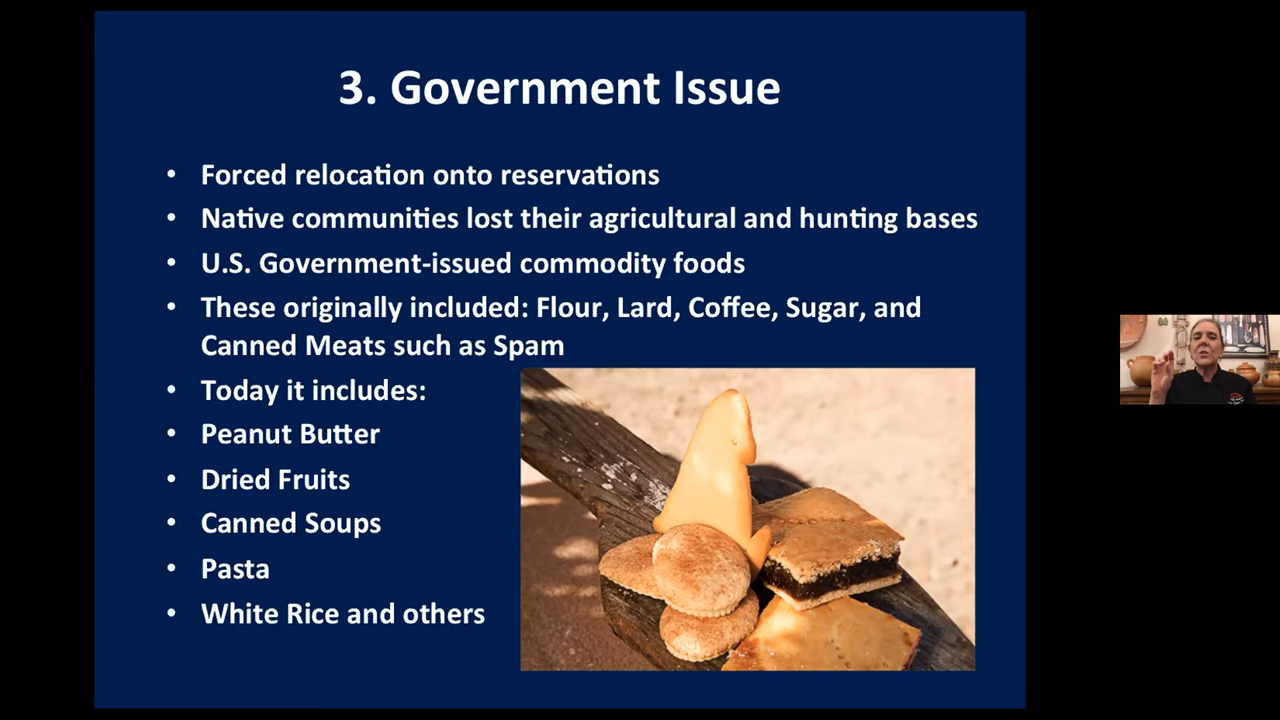 3. Government Issue
• Forced relocation onto reservations
• Native communities lost their agricultural and hunting bases
• U.S. Government-issued commodity foods
• These originally included: Flour, Lard, Coffee, Sugar, and
Canned Meats such as Spam
• Today it includes:
• Peanut Butter
• Dried Fruits
• Canned Soups
• Pasta
• White Rice and others